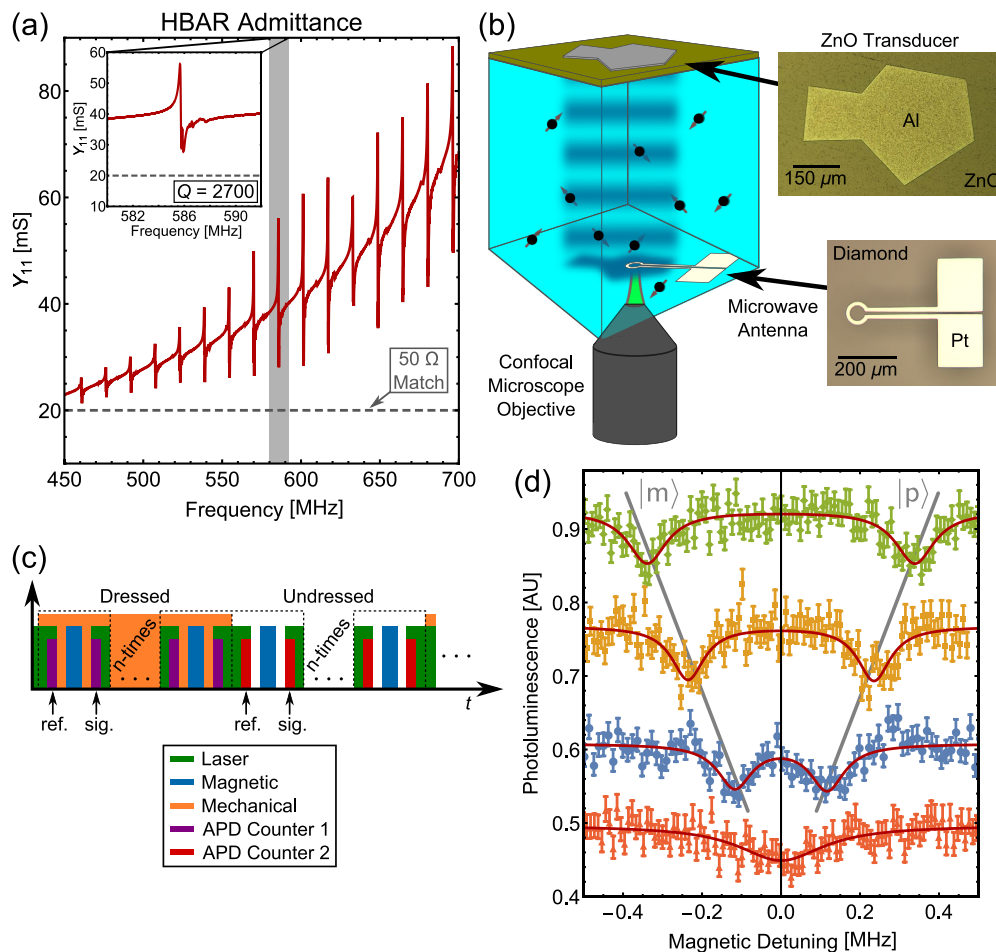 (a)
HBAR Admittance
Y11 [mS]
80
60
40
20
450
500
550
600
650
700
Frequency [MHz]
50 Ω
Match
Y11 [mS]
60
50
40
30
20
10
Q = 2700
582
586
590
Frequency [MHz]
(b)
ZnO Transducer
Al
150 µm
ZnO
Diamond
Pt
200 µm
Microwave
Antenna
Confocal
Microscope
Objective
(c)
Dressed
Undressed
n-times
n-times
. . .
. . .
. . .
t
ref.
sig.
ref.
sig.
Laser
Magnetic
Mechanical
APD Counter 1
APD Counter 2
(d)
|m⟩
|p⟩
Photoluminescence [AU]
0.9
0.8
0.7
0.6
0.5
0.4
−0.4
−0.2
0.0
0.2
0.4
Magnetic Detuning [MHz]